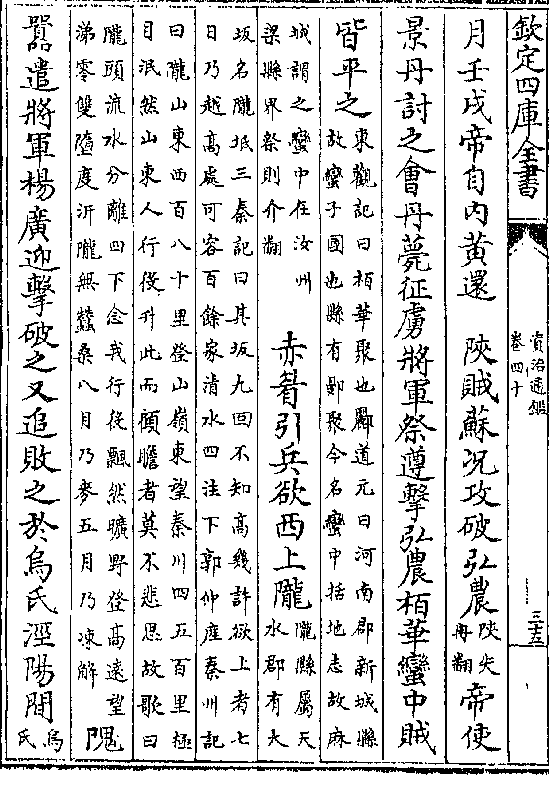 欽定四庫全書
資治通鑑
卷四十
三十五
月壬戌帝自内黃還　陜賊蘇况攻破弘農陜失冉翻帝使
景丹討之會丹薨征虜將軍祭遵擊弘農栢華蠻中賊
皆平之東觀記曰栢華聚也酈道元曰河南郡新城縣故蠻子國也縣有鄤聚今名蠻中括地志故麻
城謂之蠻中在汝州梁縣界祭則介翻　赤眉引兵欲西上隴隴縣屬天水郡有大
坂名隴坻三秦記曰其坂九回不知高幾許欲上者七日乃越高處可容百餘家清水四注下郭仲産秦州記
曰隴山東西百八十里登山嶺東望秦川四五百里極目泯然山東人行役升此而顧瞻者莫不悲思故歌曰
隴頭流水分離四下念我行役飄然曠野登高遠望涕零雙墮度汧隴無蠶桑八月乃麥五月乃凍解　隗
囂遣將軍楊廣迎擊破之又追敗之於烏氏涇陽間烏氏